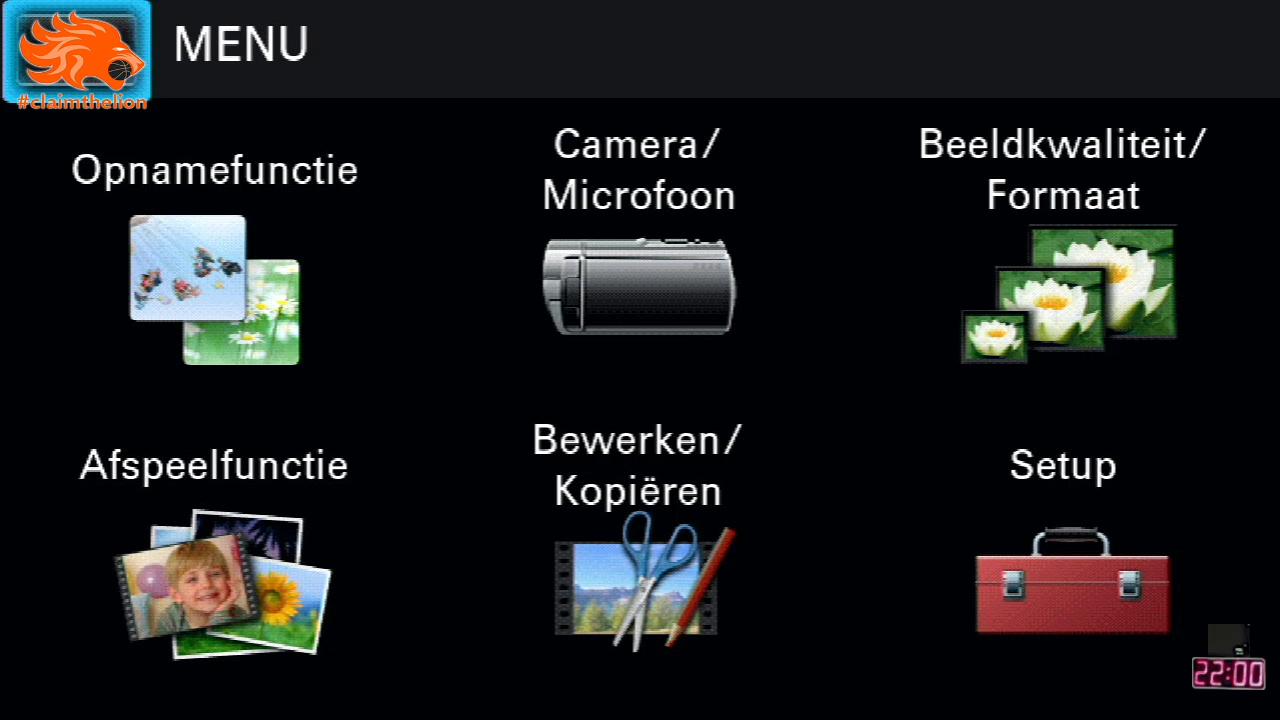 MENU
#claimthelion
Opnamefunctie
Camera/
Microfoon
Beeldkwaliteit/
Formaat
Afspeelfunctie
Bewerken/
Kopiëren
Setup
22:00